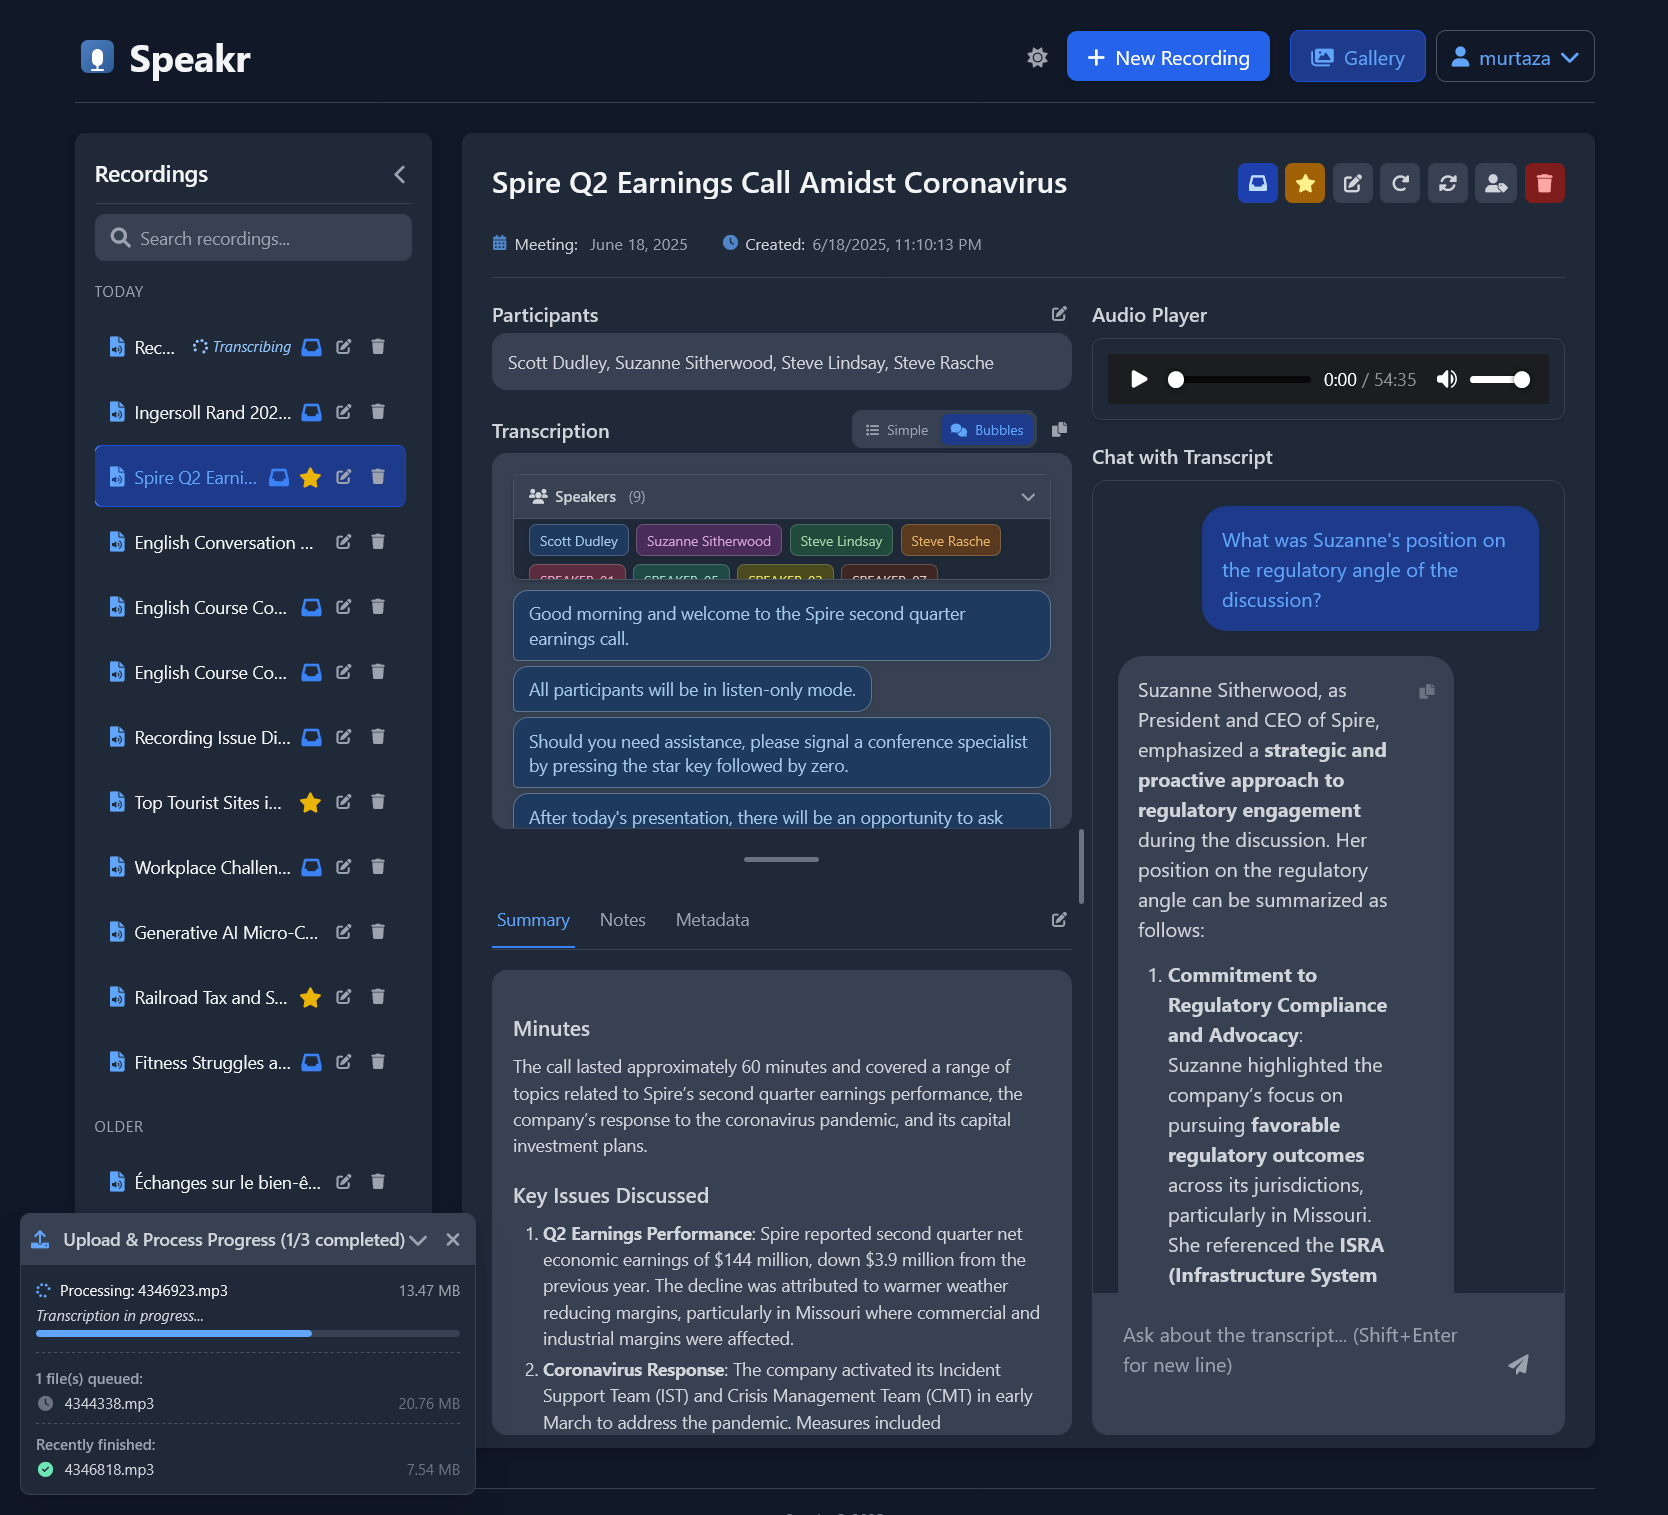 Speakr
New Recording
Gallery
murtaza
Recordings
Search recordings...
TODAY
Rec... Transcribing
Ingersoll Rand 202...
Spire Q2 Earni...
English Conversation ...
English Course Co...
English Course Co...
Recording Issue Di...
Top Tourist Sites i...
Workplace Challen...
Generative AI Micro-C...
Railroad Tax and S...
Fitness Struggles a...
OLDER
Échanges sur le bien-ê...
Upload & Process Progress (1/3 completed)
Processing: 4346923.mp3 13.47 MB
Transcription in progress...
1 file(s) queued:
4344338.mp3 20.76 MB
Recently finished:
4346818.mp3 7.54 MB
Spire Q2 Earnings Call Amidst Coronavirus
Meeting: June 18, 2025 Created: 6/18/2025, 11:10:13 PM
Participants
Scott Dudley, Suzanne Sitherwood, Steve Lindsay, Steve Rasche
Transcription
Simple Bubbles
Speakers (9)
Scott Dudley Suzanne Sitherwood Steve Lindsay Steve Rasche
Good morning and welcome to the Spire second quarter
earnings call.
All participants will be in listen-only mode.
Should you need assistance, please signal a conference specialist
by pressing the star key followed by zero.
After today's presentation, there will be an opportunity to ask
Summary Notes Metadata
Minutes
The call lasted approximately 60 minutes and covered a range of
topics related to Spire’s second quarter earnings performance, the
company’s response to the coronavirus pandemic, and its capital
investment plans.
Key Issues Discussed
1. Q2 Earnings Performance: Spire reported second quarter net
economic earnings of $144 million, down $3.9 million from the
previous year. The decline was attributed to warmer weather
reducing margins, particularly in Missouri where commercial and
industrial margins were affected.
2. Coronavirus Response: The company activated its Incident
Support Team (IST) and Crisis Management Team (CMT) in early
March to address the pandemic. Measures included
Audio Player
0:00 / 54:35
Chat with Transcript
What was Suzanne's position on
the regulatory angle of the
discussion?
Suzanne Sitherwood, as
President and CEO of Spire,
emphasized a strategic and
proactive approach to
regulatory engagement
during the discussion. Her
position on the regulatory
angle can be summarized as
follows:
1. Commitment to
Regulatory Compliance
and Advocacy:
Suzanne highlighted the
company’s focus on
pursuing favorable
regulatory outcomes
across its jurisdictions,
particularly in Missouri.
She referenced the ISRA
(Infrastructure System
Ask about the transcript... (Shift+Enter
for new line)